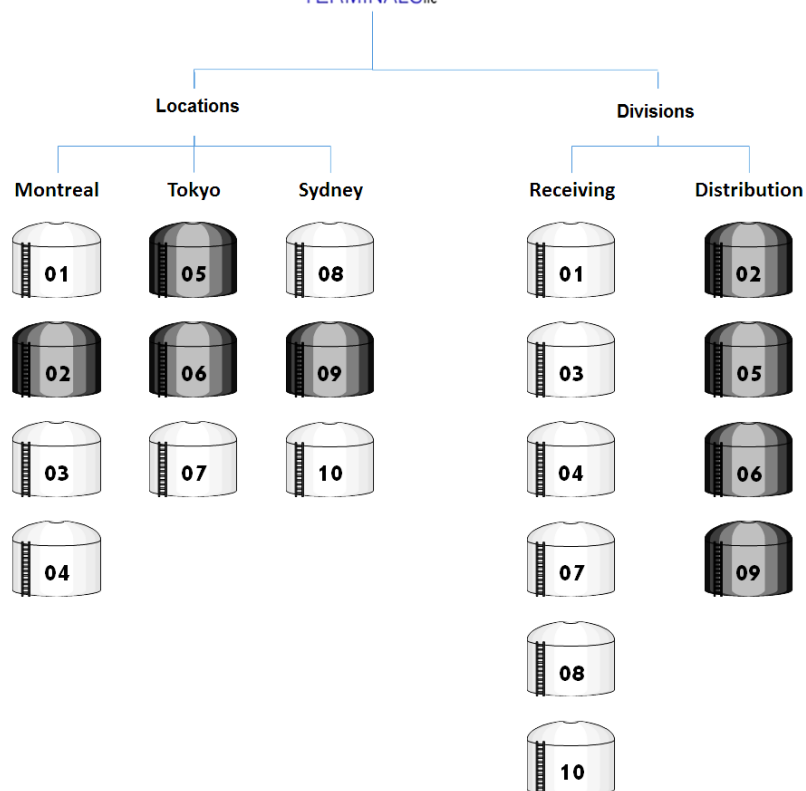 TERMINALS
Locations
Divisions
Montreal Tokyo Sydney Receiving Distribution
01 05 08 01 02
02 06 09 03 05
03 07 10 04 06
04 07 09
08
10